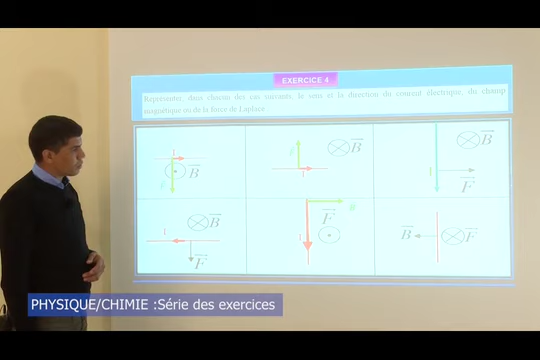 EXERCICE 4
Représenter, dans chacun des cas suivants, le sens et la direction du courant électrique, du champ
magnétique ou de la force de Laplace.
I
B
F
I
B
I
B
F
I
B
F
F
I
B
B
F
PHYSIQUE/CHIMIE :Série des exercices